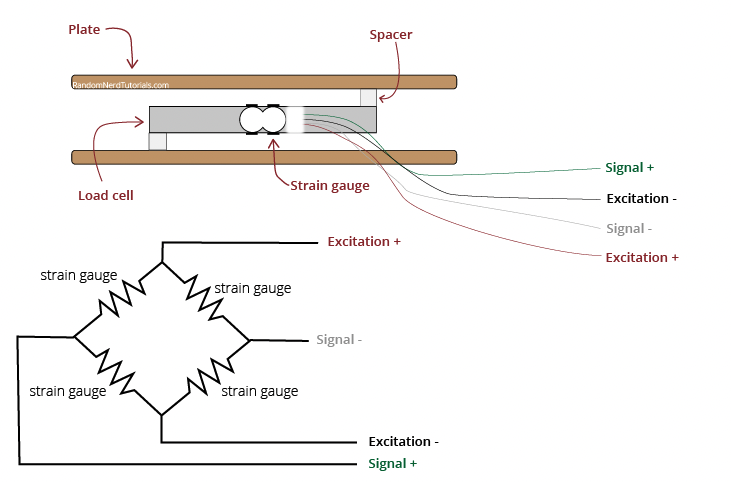 Plate
Spacer
RandomNerdTutorials.com
Load cell
Strain gauge
Signal +
Excitation -
Signal -
Excitation +
Excitation +
strain gauge
strain gauge
Signal -
strain gauge
strain gauge
Excitation -
Signal +